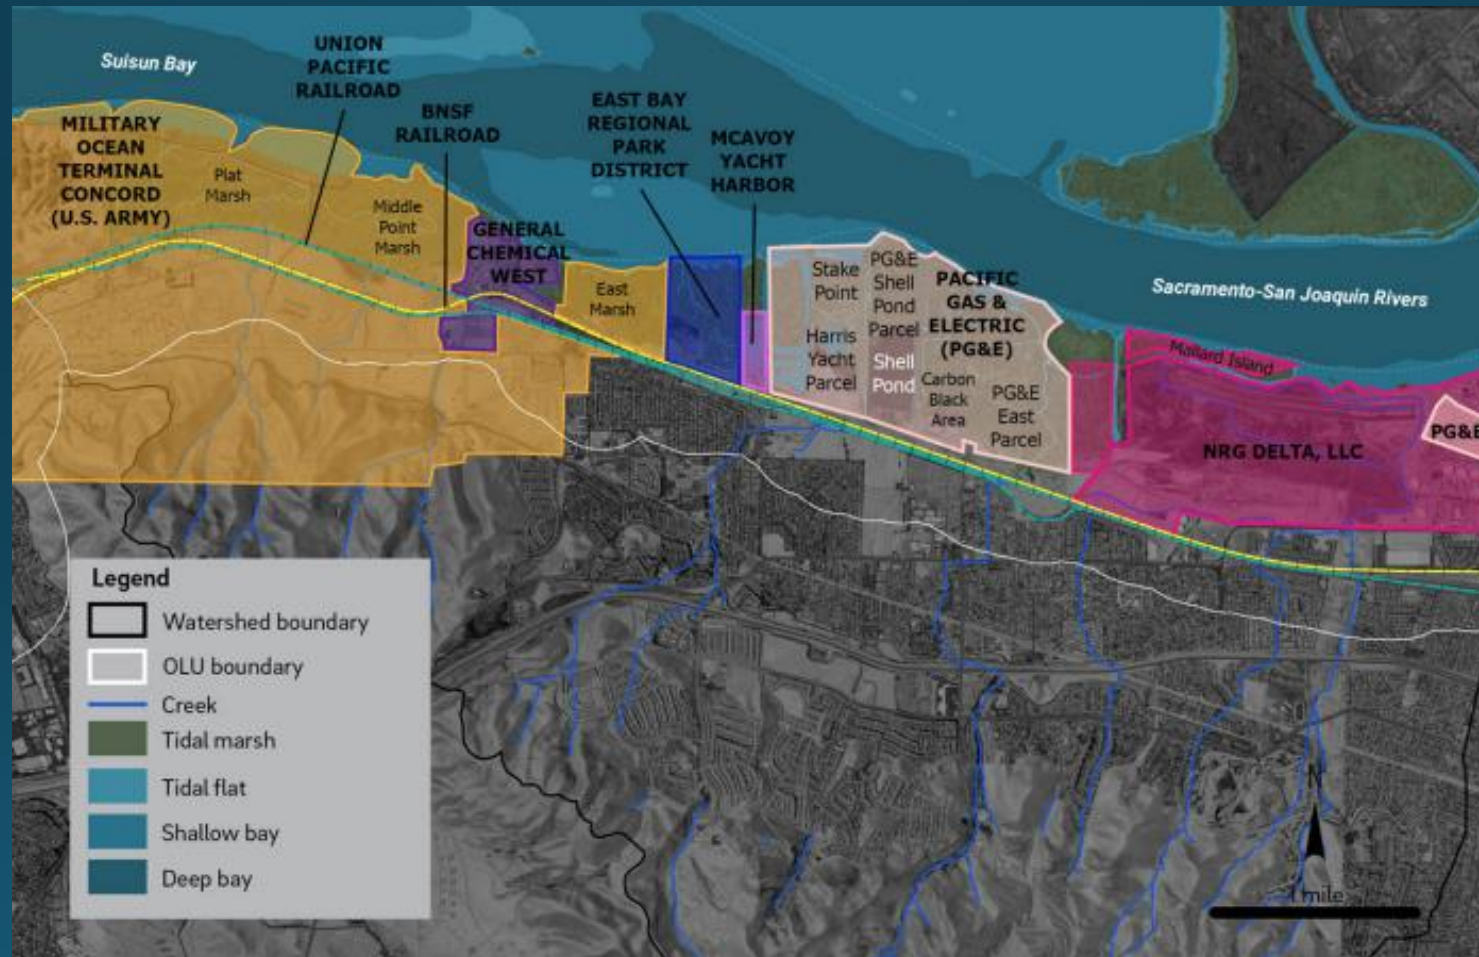 Suisun Bay
UNION
PACIFIC
RAILROAD
BNSF
RAILROAD
EAST BAY
REGIONAL
PARK
DISTRICT
MCAVOY
YACHT
HARBOR
MILITARY
OCEAN
TERMINAL
CONCORD
(U.S. ARMY)
Plat
Marsh
Middle
Point
Marsh
GENERAL
CHEMICAL
WEST
East
Marsh
Stake
Point
Harris
Yacht
Parcel
PG&E
Shell
Pond
Parcel
Shell
Pond
PACIFIC
GAS &
ELECTRIC
(PG&E)
Carbon
Black
Area
PG&E
East
Parcel
Sacramento-San Joaquin Rivers
Mallard Island
NRG DELTA, LLC
PG&E
Legend
Watershed boundary
OLU boundary
Creek
Tidal marsh
Tidal flat
Shallow bay
Deep bay
N
1 mile